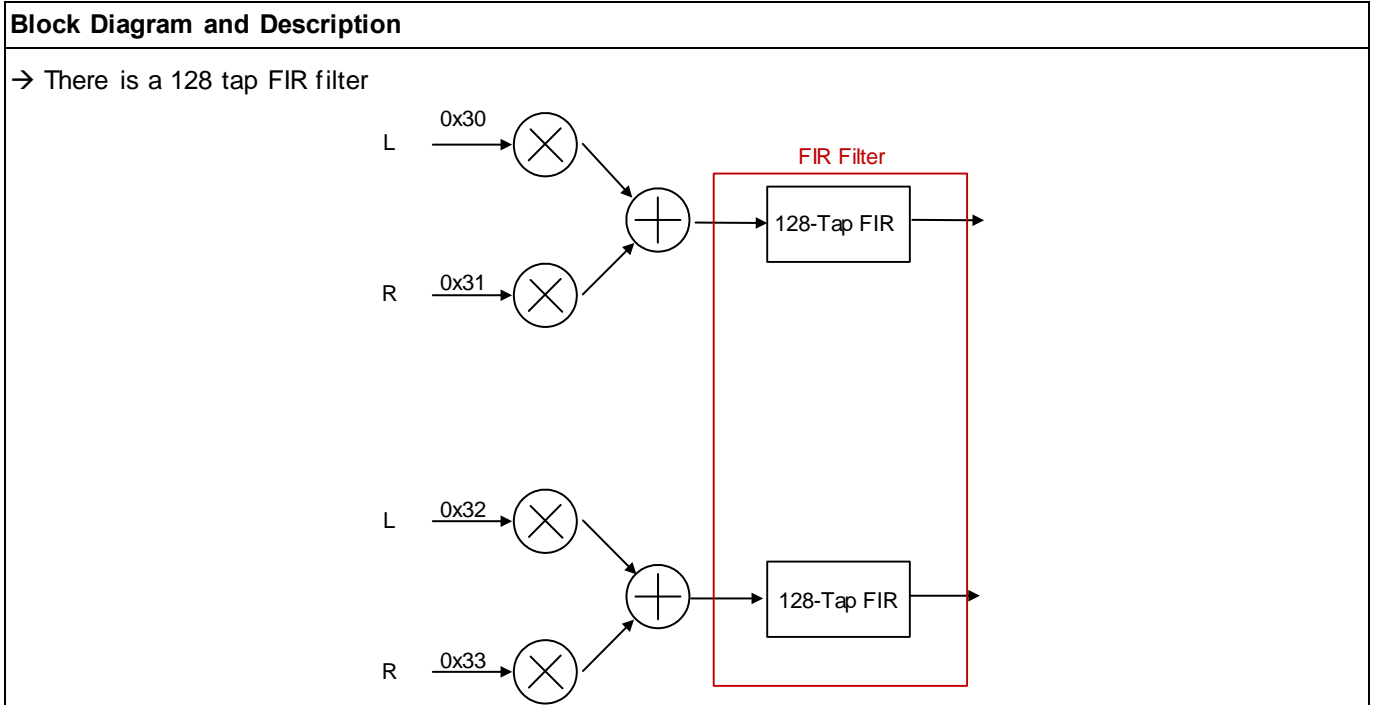 Block Diagram and Description
→ There is a 128 tap FIR filter
0x30
L
FIR Filter
128-Tap FIR
0x31
R
0x32
L
128-Tap FIR
0x33
R